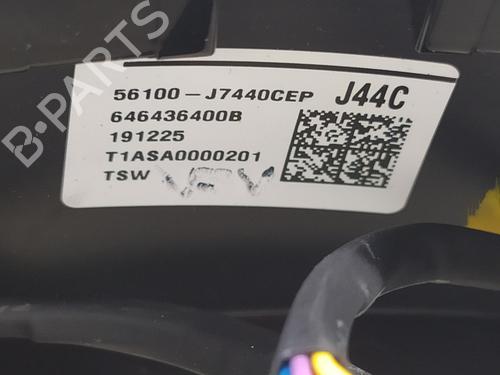 B-PARTS
56100-J7440CEP J44C
646436400B
191225
T1ASA0000201
TSW